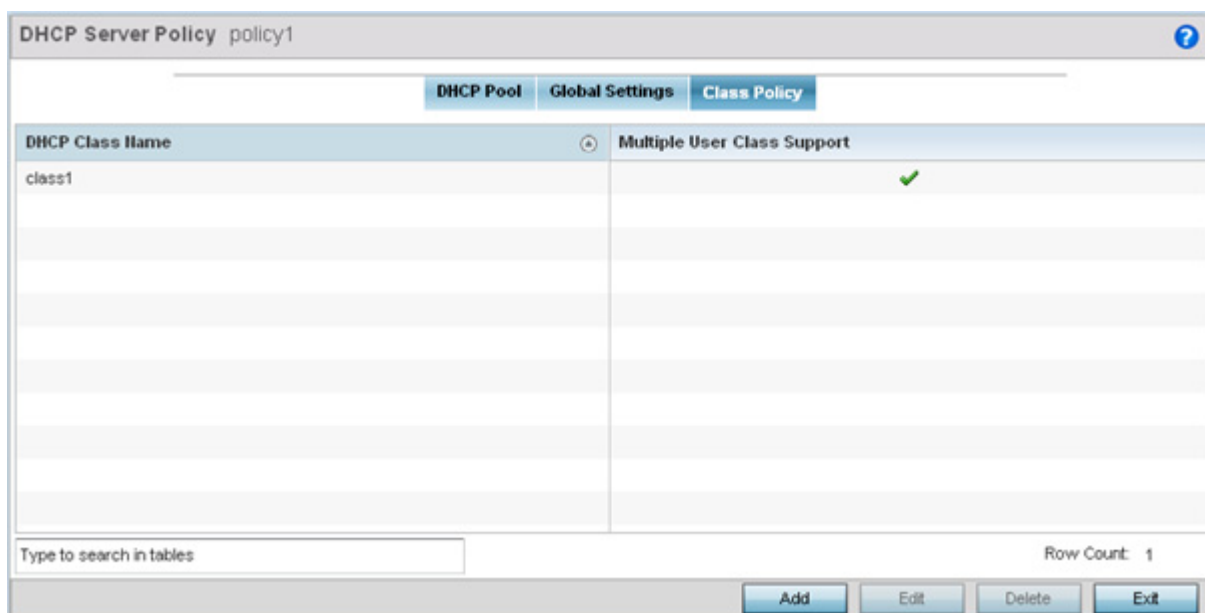 DHCP Server Policy policy1
?
DHCP Pool Global Settings Class Policy
DHCP Class Name Multiple User Class Support
class1
Type to search in tables Row Count: 1
Add Edit Delete Exit